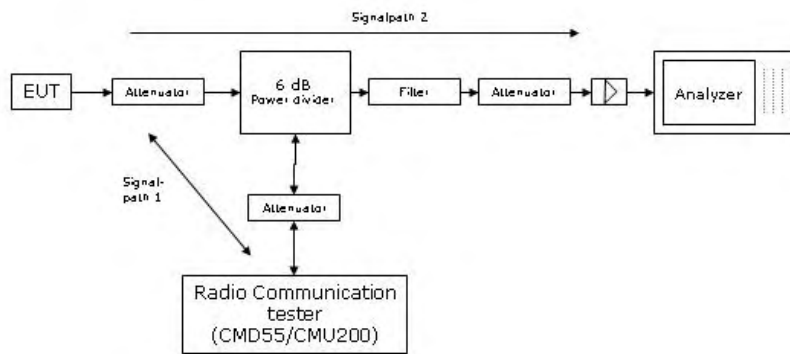 Signalpath 2
EUT
Attenuator
6 dB
Power divider
Filter
Attenuator
Analyzer
Signal-
path 1
Attenuator
Radio Communication
tester
(CMD55/CMU200)